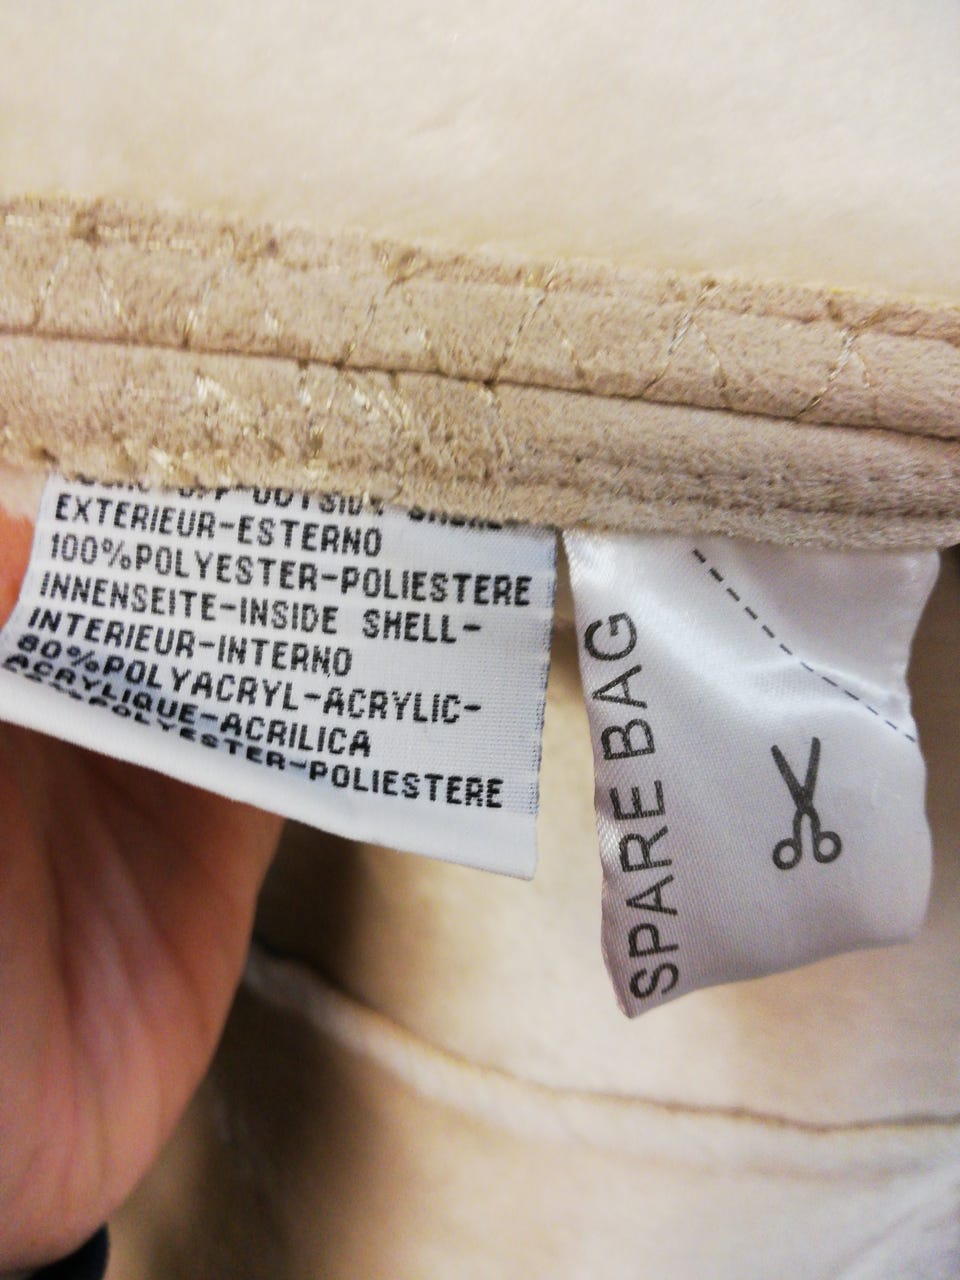 EXTERIEUR-ESTERNO
100%POLYESTER-POLIESTERE
INNENSEITE-INSIDE SHELL-
INTERIEUR-INTERNO
80%POLYACRYL-ACRYLIC-
ACRYLIQUE-ACRILICA
POLYESTER-POLIESTERE
SPARE BAG